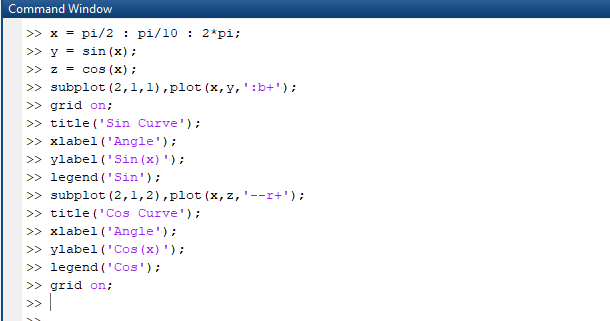 Command Window
>> x = pi/2 : pi/10 : 2*pi;
>> y = sin(x);
>> z = cos(x);
>> subplot(2,1,1),plot(x,y,':b+');
>> grid on;
>> title('Sin Curve');
>> xlabel('Angle');
>> ylabel('Sin(x)');
>> legend('Sin');
>> subplot(2,1,2),plot(x,z,'--r+');
>> title('Cos Curve');
>> xlabel('Angle');
>> ylabel('Cos(x)');
>> legend('Cos');
>> grid on;
>>
>>